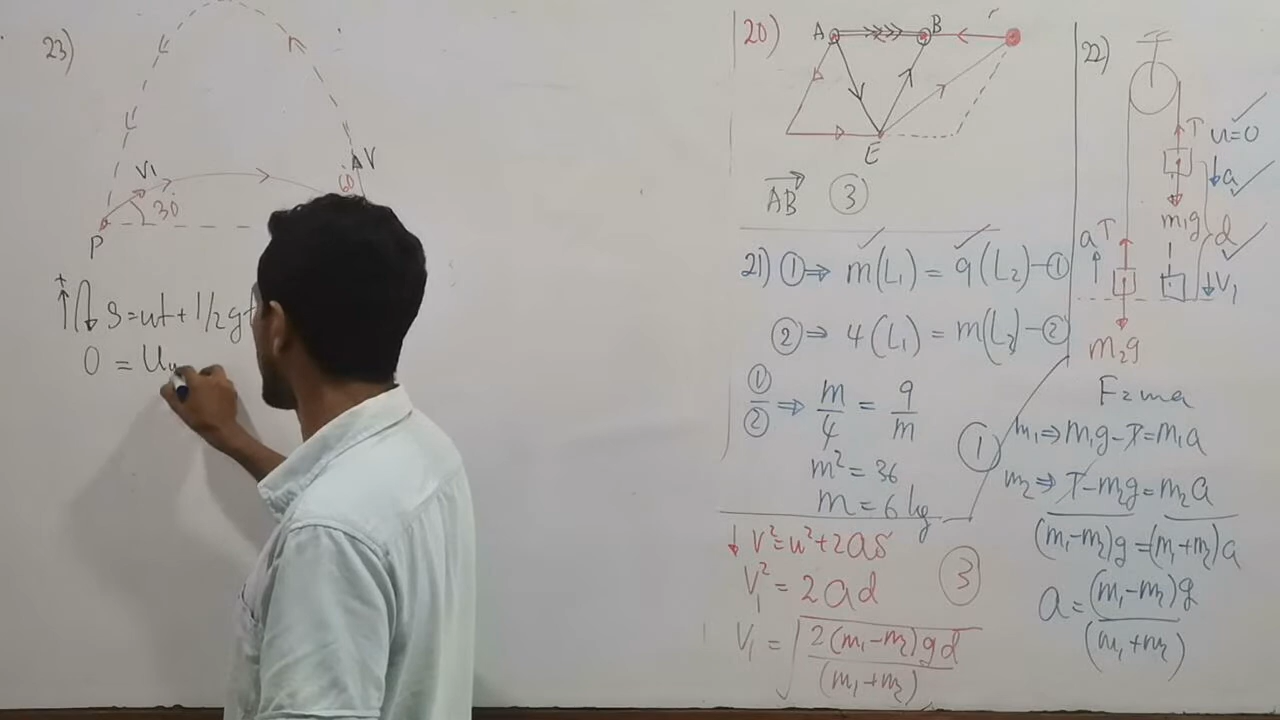 23)
V1
30
60
V
P
+
S=ut+1/2g
0 = U
20)
A
B
E
AB ③
21) ① ⇒ m(L₁) = 9(L₂)–①
② ⇒ 4(L₁) = m(L₂)–②
①/② ⇒ m/4 = 9/m
m² = 36
m = 6 kg
①
↓ V²=u²+2as
V₁² = 2ad
③
V₁ = √(2(m₁-m₂)gd/(m₁+m₂))
22)
T
u=0
a
m₁g
d
a
T
V₁
m₂g
F=ma
m₁ ⇒ m₁g-T=m₁a
m₂ ⇒ T-m₂g=m₂a
(m₁-m₂)g=(m₁+m₂)a
a=(m₁-m₂)g/(m₁+m₂)